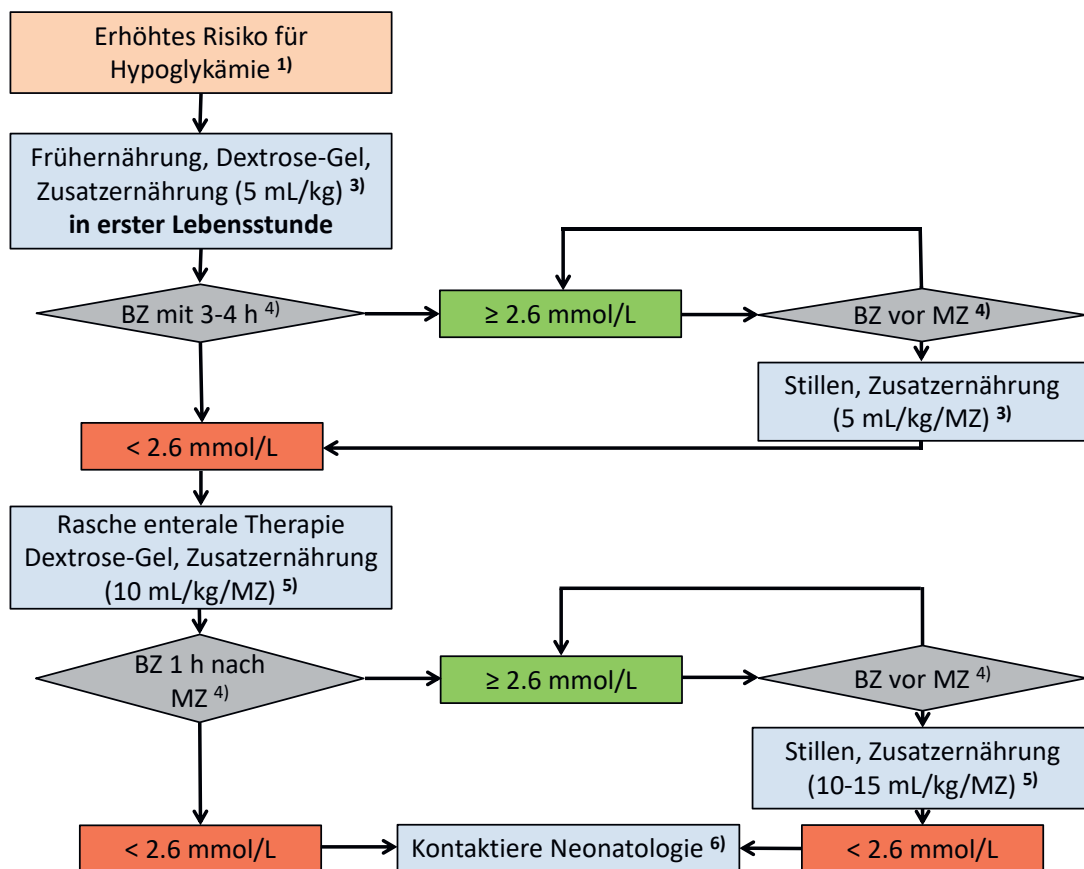 Erhöhtes Risiko für
Hypoglykämie 1)
Frühernährung, Dextrose-Gel,
Zusatzernährung (5 mL/kg) 3)
in erster Lebensstunde
BZ mit 3-4 h 4)
≥ 2.6 mmol/L
BZ vor MZ 4)
Stillen, Zusatzernährung
(5 mL/kg/MZ) 3)
< 2.6 mmol/L
Rasche enterale Therapie
Dextrose-Gel, Zusatzernährung
(10 mL/kg/MZ) 5)
BZ 1 h nach
MZ 4)
≥ 2.6 mmol/L
BZ vor MZ 4)
Stillen, Zusatzernährung
(10-15 mL/kg/MZ) 5)
< 2.6 mmol/L
Kontaktiere Neonatologie 6)
< 2.6 mmol/L